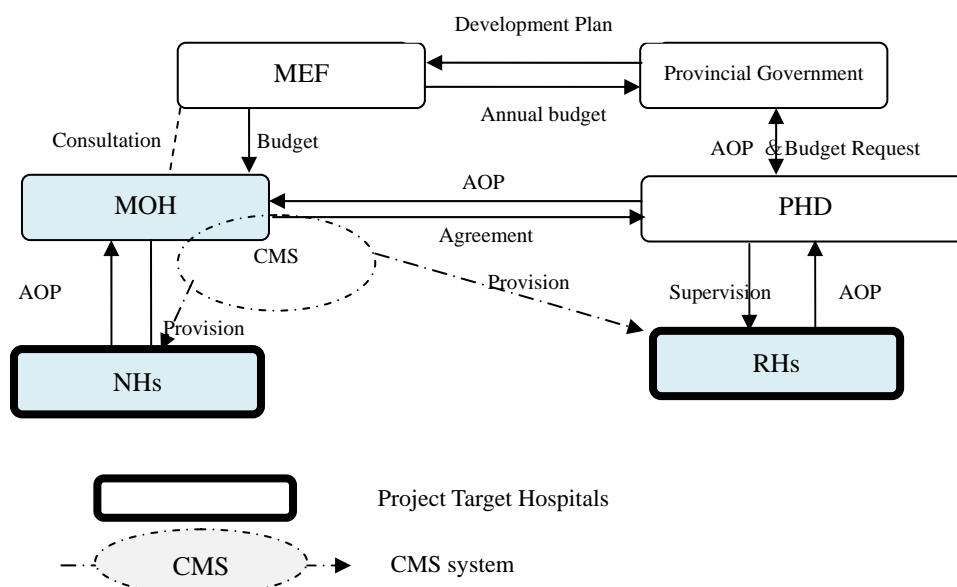 Development Plan
MEF
Provincial Government
Annual budget
Consultation
Budget
AOP & Budget Request
MOH
AOP
PHD
Agreement
CMS
AOP
Provision
Provision
Supervision
AOP
NHs
RHs
Project Target Hospitals
CMS
CMS system